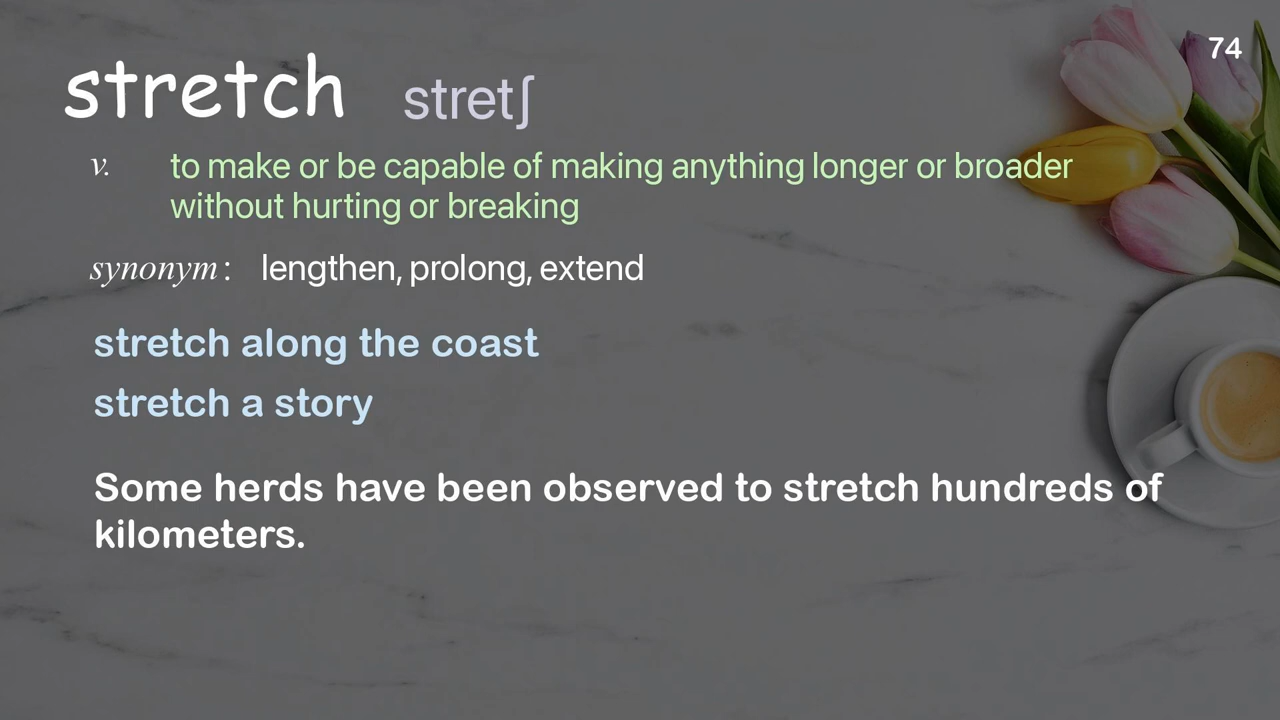 74
stretch stretʃ
v. to make or be capable of making anything longer or broader
without hurting or breaking
synonym: lengthen, prolong, extend
stretch along the coast
stretch a story
Some herds have been observed to stretch hundreds of
kilometers.